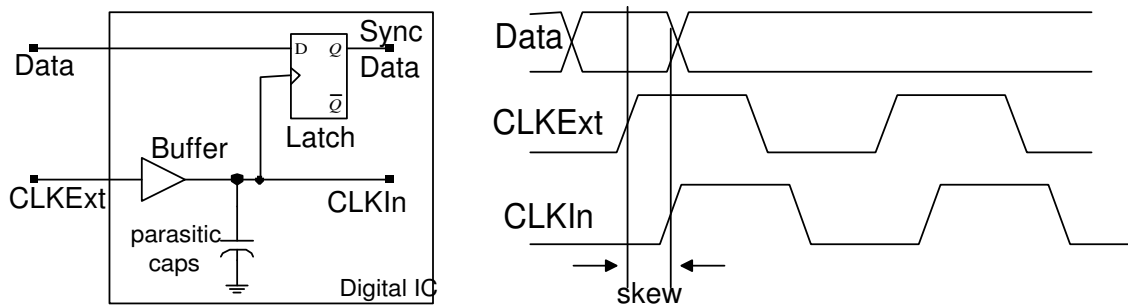 Data
D
Q
Q
Sync
Data
Latch
Buffer
CLKExt
CLKIn
parasitic
caps
Digital IC
Data
CLKExt
CLKIn
skew